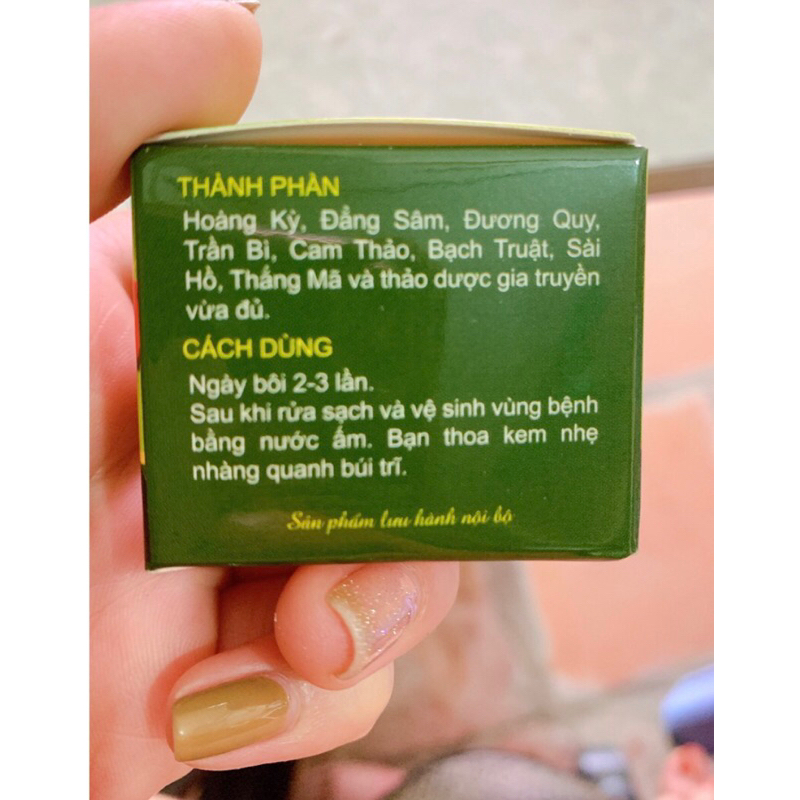 THÀNH PHẦN
Hoàng Kỳ, Đẳng Sâm, Đương Quy,
Trần Bì, Cam Thảo, Bạch Truật, Sài
Hồ, Thắng Mã và thảo dược gia truyền
vừa đủ.
CÁCH DÙNG
Ngày bôi 2-3 lần.
Sau khi rửa sạch và vệ sinh vùng bệnh
bằng nước ấm. Bạn thoa kem nhẹ
nhàng quanh búi trĩ.
Sản phẩm lưu hành nội bộ